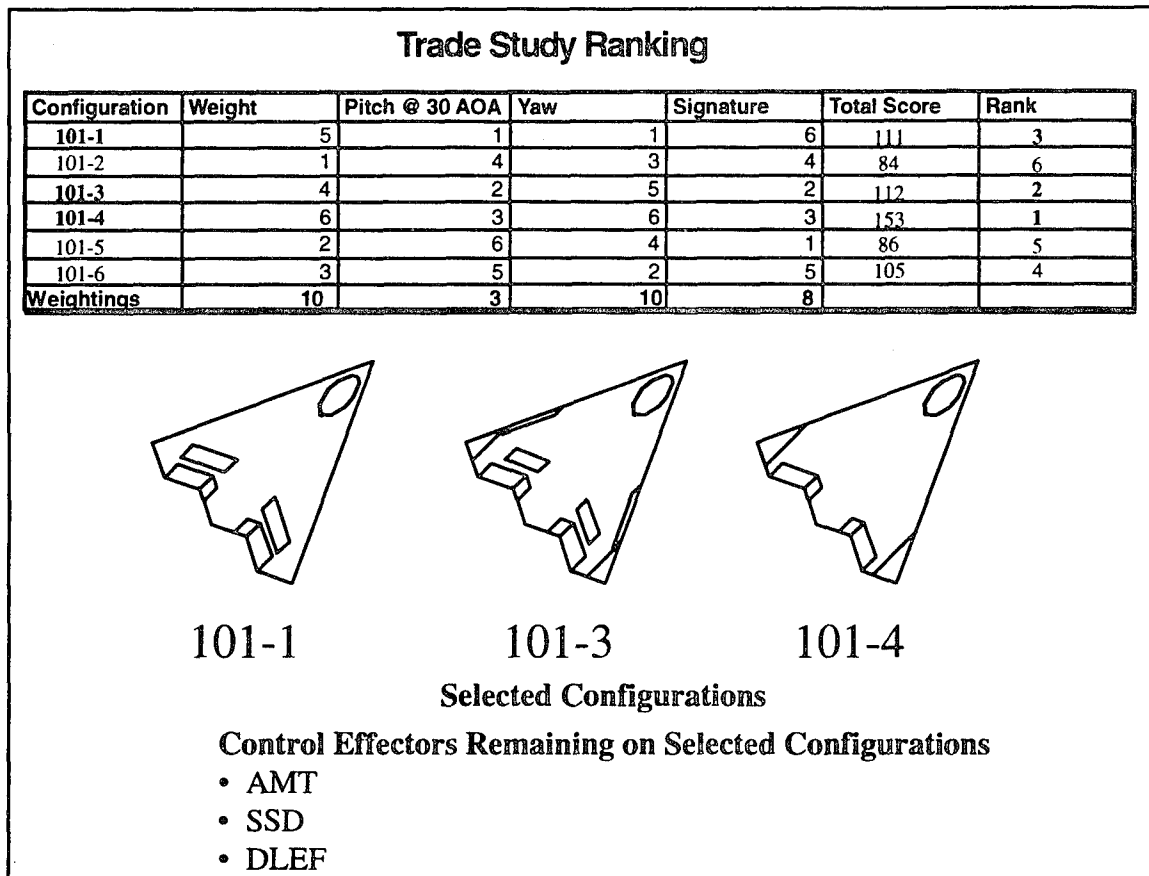 Trade Study Ranking
Configuration Weight Pitch @ 30 AOA Yaw Signature Total Score Rank
101-1 5 1 1 6 111 3
101-2 1 4 3 4 84 6
101-3 4 2 5 2 112 2
101-4 6 3 6 3 153 1
101-5 2 6 4 1 86 5
101-6 3 5 2 5 105 4
Weightings 10 3 10 8
101-1 101-3 101-4
Selected Configurations
Control Effectors Remaining on Selected Configurations
• AMT
• SSD
• DLEF